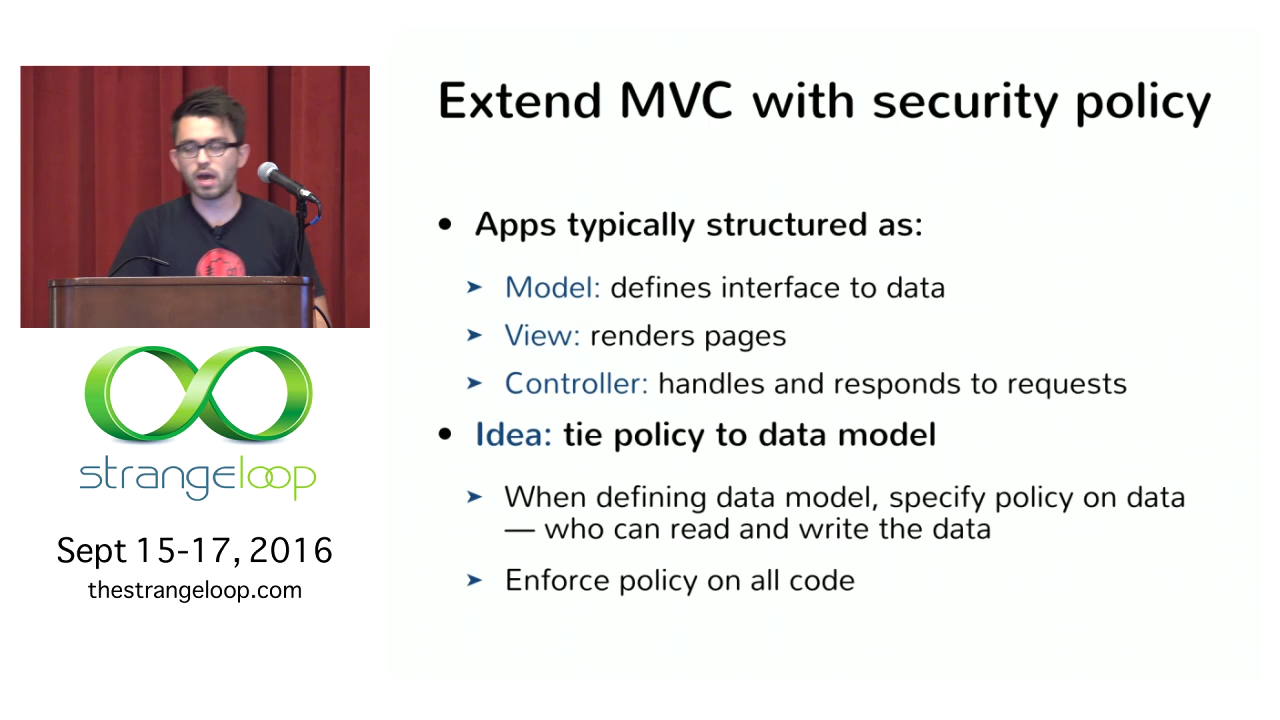 Extend MVC with security policy
• Apps typically structured as:
➤ Model: defines interface to data
➤ View: renders pages
➤ Controller: handles and responds to requests
• Idea: tie policy to data model
➤ When defining data model, specify policy on data
— who can read and write the data
➤ Enforce policy on all code
strangeloop
Sept 15-17, 2016
thestrangeloop.com